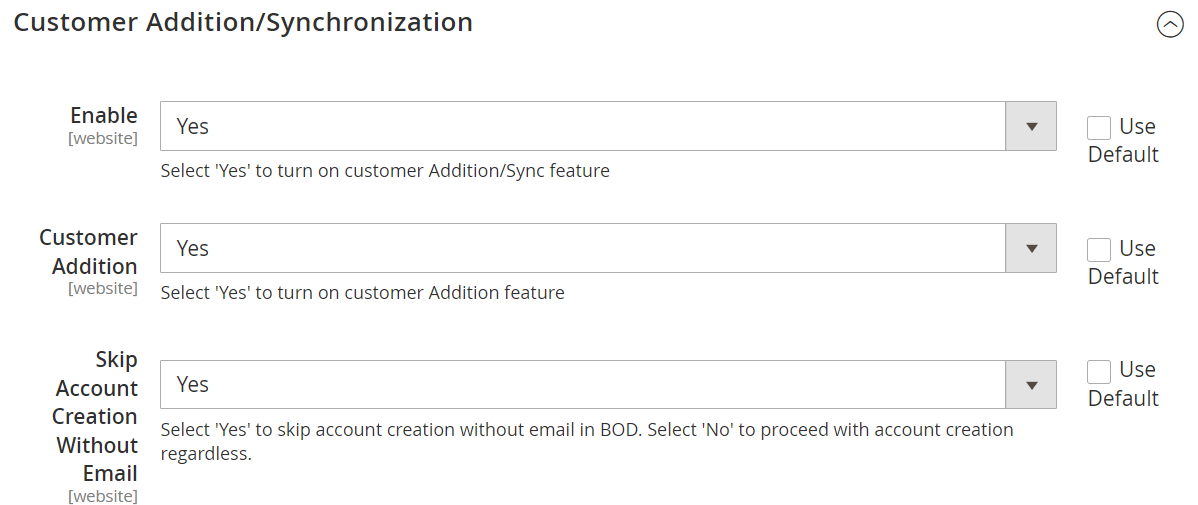 Customer Addition/Synchronization
Enable
[website]
Yes
Use
Default
Select 'Yes' to turn on customer Addition/Sync feature
Customer
Addition
[website]
Yes
Use
Default
Select 'Yes' to turn on customer Addition feature
Skip
Account
Creation
Without
Email
[website]
Yes
Use
Default
Select 'Yes' to skip account creation without email in BOD. Select 'No' to proceed with account creation
regardless.